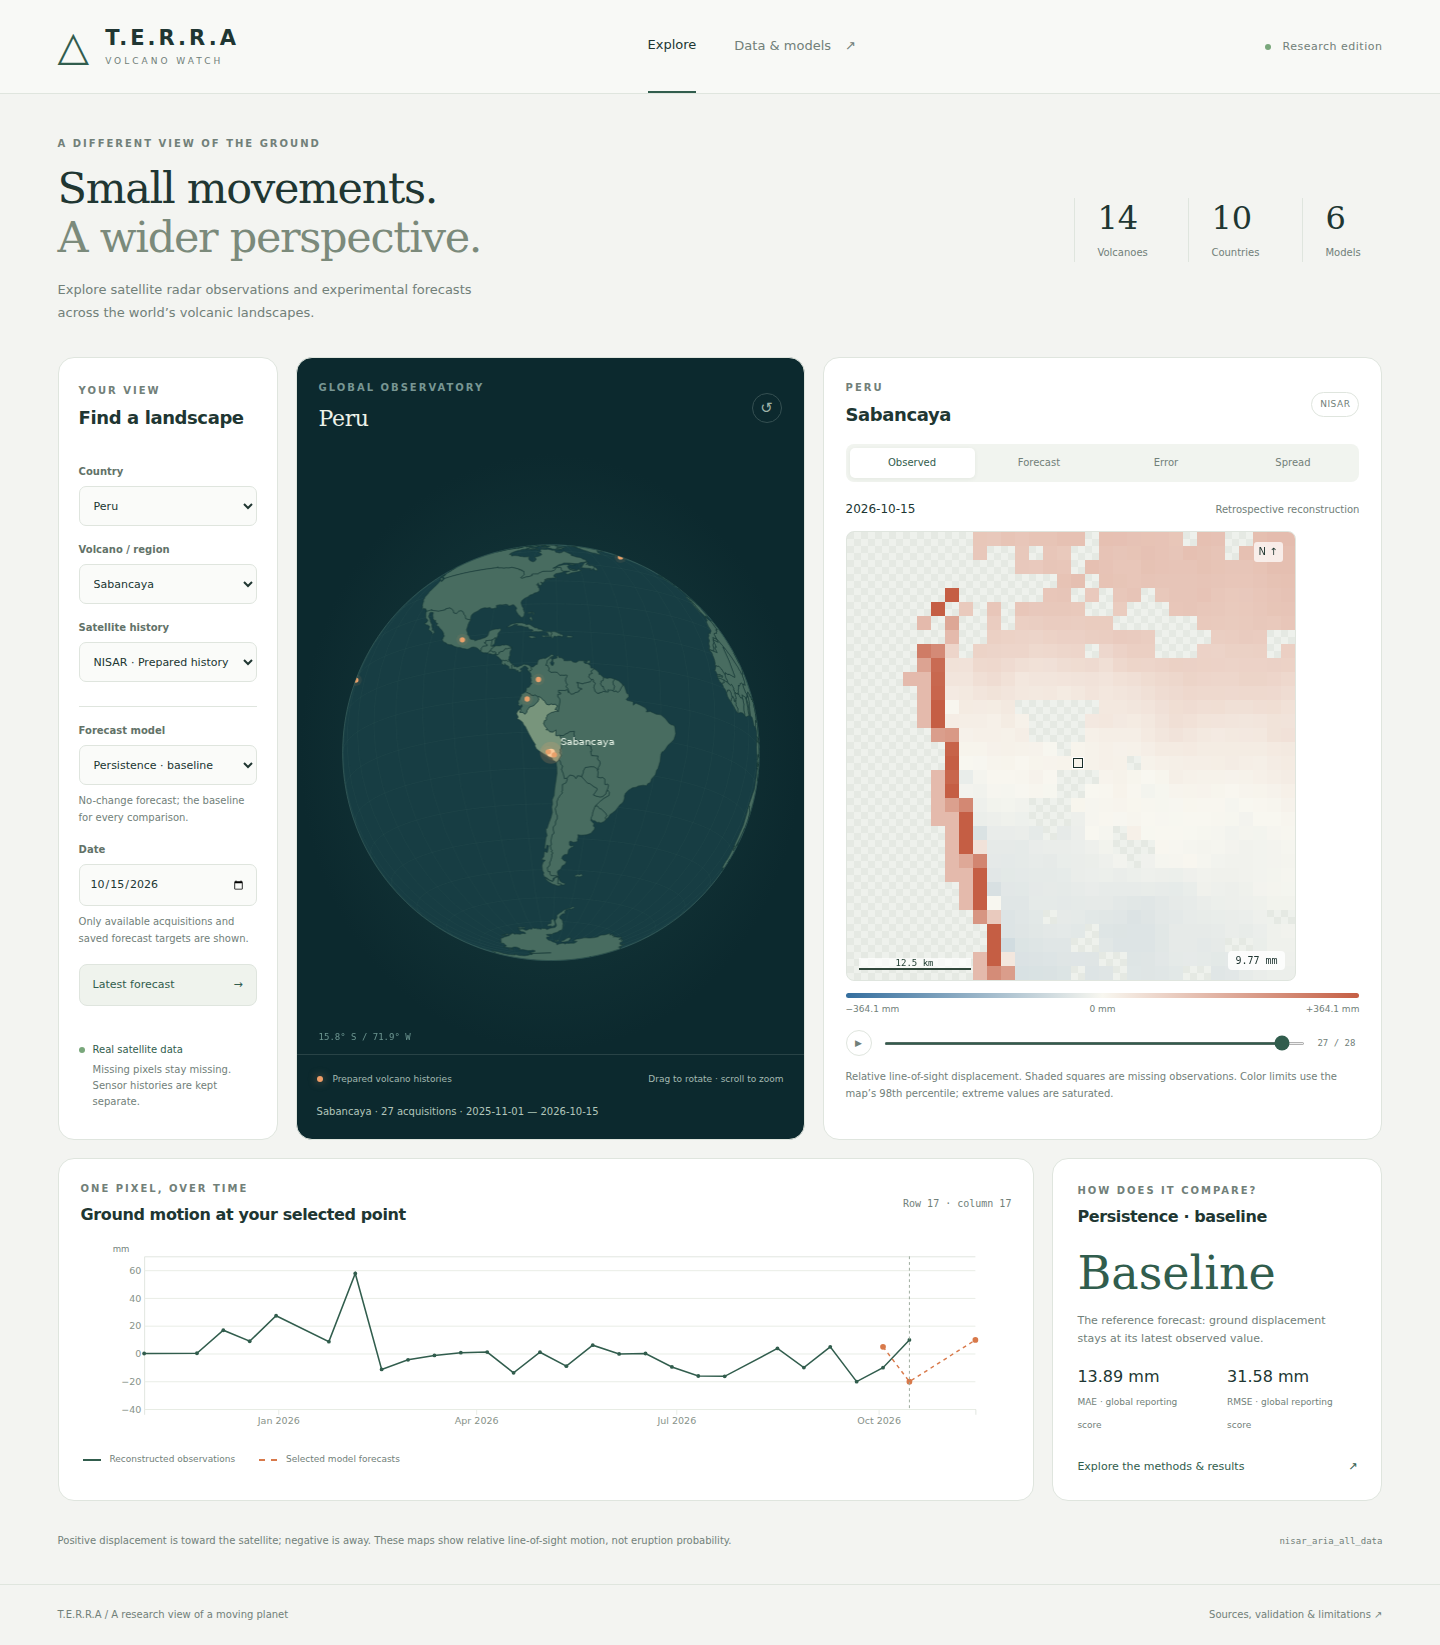 T.E.R.R.A
VOLCANO WATCH
Explore
Data & models ↗
Research edition
A DIFFERENT VIEW OF THE GROUND
Small movements.
A wider perspective.
Explore satellite radar observations and experimental forecasts
across the world’s volcanic landscapes.
14
Volcanoes
10
Countries
6
Models
YOUR VIEW
Find a landscape
Country
Peru
Volcano / region
Sabancaya
Satellite history
NISAR · Prepared history
Forecast model
Persistence · baseline
No-change forecast; the baseline
for every comparison.
Date
10/15/2026
Only available acquisitions and
saved forecast targets are shown.
Latest forecast →
Real satellite data
Missing pixels stay missing.
Sensor histories are kept
separate.
GLOBAL OBSERVATORY
Peru
↺
Sabancaya
15.8° S / 71.9° W
Prepared volcano histories
Drag to rotate · scroll to zoom
Sabancaya · 27 acquisitions · 2025-11-01 — 2026-10-15
PERU
Sabancaya
NISAR
Observed
Forecast
Error
Spread
2026-10-15
Retrospective reconstruction
N ↑
12.5 km
9.77 mm
−364.1 mm
0 mm
+364.1 mm
27 / 28
Relative line-of-sight displacement. Shaded squares are missing observations. Color limits use the
map’s 98th percentile; extreme values are saturated.
ONE PIXEL, OVER TIME
Ground motion at your selected point
Row 17 · column 17
mm
60
40
20
0
−20
−40
Jan 2026
Apr 2026
Jul 2026
Oct 2026
Reconstructed observations
Selected model forecasts
HOW DOES IT COMPARE?
Persistence · baseline
Baseline
The reference forecast: ground displacement
stays at its latest observed value.
13.89 mm
MAE · global reporting
score
31.58 mm
RMSE · global reporting
score
Explore the methods & results ↗
Positive displacement is toward the satellite; negative is away. These maps show relative line-of-sight motion, not eruption probability.
nisar_aria_all_data
T.E.R.R.A / A research view of a moving planet
Sources, validation & limitations ↗